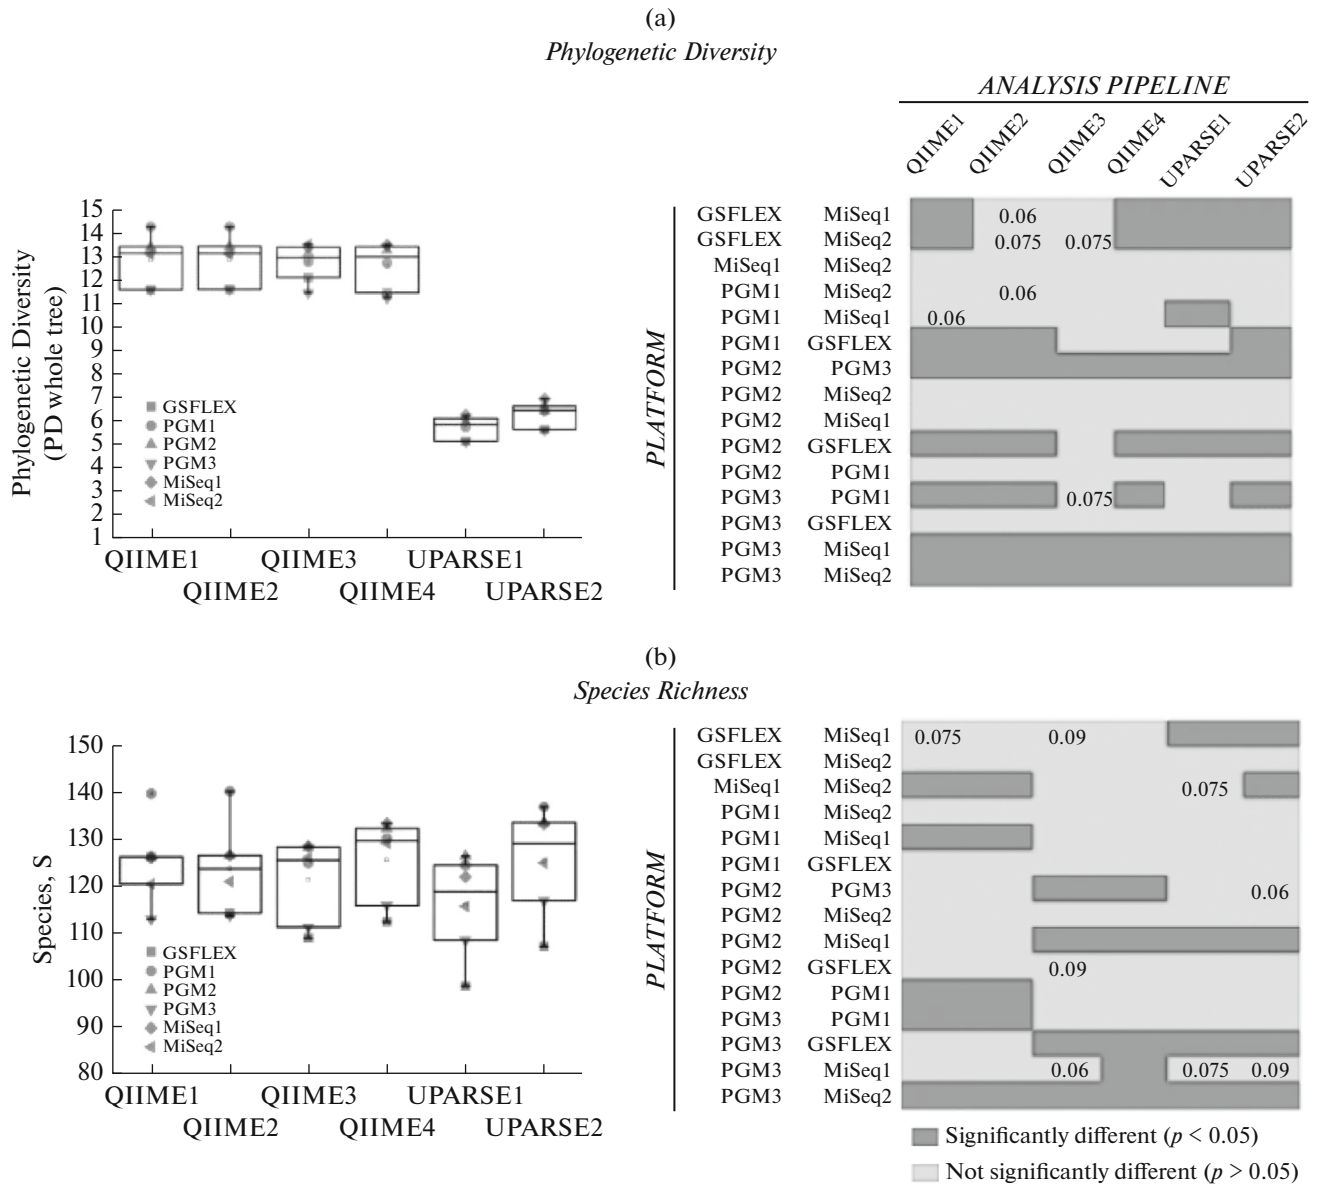 (a)
Phylogenetic Diversity
ANALYSIS PIPELINE
QIIME1 QIIME2 QIIME3 QIIME4 UPARSE1 UPARSE2
Phylogenetic Diversity
(PD whole tree)
15
14
13
12
11
10
9
8
7
6
5
4
3
2
1
GSFLEX
PGM1
PGM2
PGM3
MiSeq1
MiSeq2
QIIME1 QIIME3 UPARSE1
QIIME2 QIIME4 UPARSE2
PLATFORM
GSFLEX MiSeq1 0.06
GSFLEX MiSeq2 0.075 0.075
MiSeq1 MiSeq2
PGM1 MiSeq2 0.06
PGM1 MiSeq1 0.06
PGM1 GSFLEX
PGM2 PGM3
PGM2 MiSeq2
PGM2 MiSeq1
PGM2 GSFLEX
PGM2 PGM1
PGM3 PGM1 0.075
PGM3 GSFLEX
PGM3 MiSeq1
PGM3 MiSeq2
(b)
Species Richness
Species, S
150
140
130
120
110
100
90
80
GSFLEX
PGM1
PGM2
PGM3
MiSeq1
MiSeq2
QIIME1 QIIME3 UPARSE1
QIIME2 QIIME4 UPARSE2
PLATFORM
GSFLEX MiSeq1 0.075 0.09
GSFLEX MiSeq2
MiSeq1 MiSeq2 0.075
PGM1 MiSeq2
PGM1 MiSeq1
PGM1 GSFLEX
PGM2 PGM3 0.06
PGM2 MiSeq2
PGM2 MiSeq1
PGM2 GSFLEX 0.09
PGM2 PGM1
PGM3 PGM1
PGM3 GSFLEX
PGM3 MiSeq1 0.06 0.075 0.09
PGM3 MiSeq2
Significantly different (p < 0.05)
Not significantly different (p > 0.05)